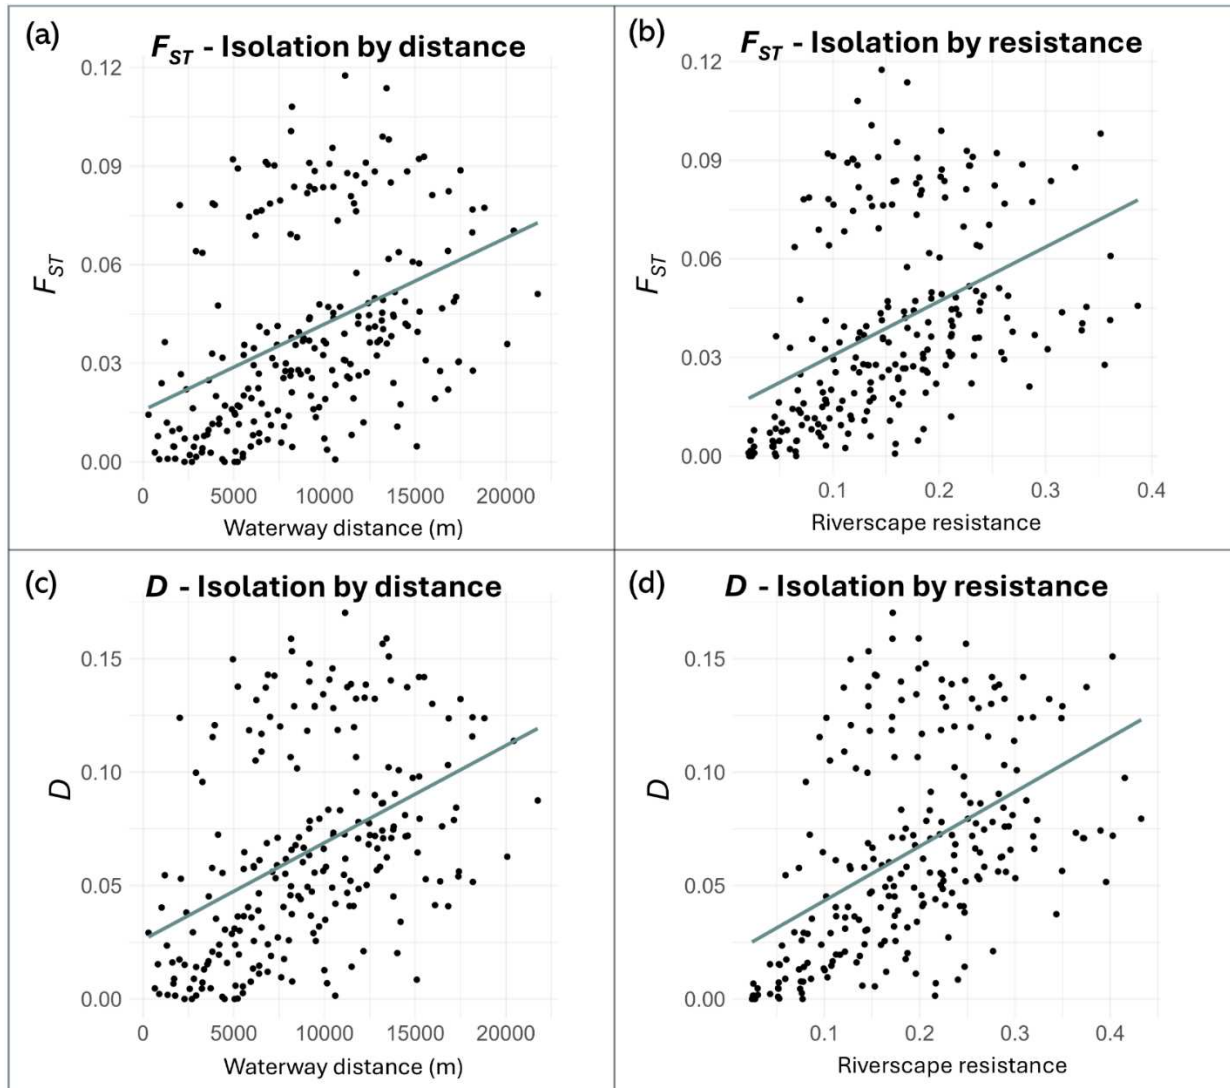 (a)
F_ST - Isolation by distance
0.12
0.09
0.06
0.03
0.00
F_ST
0 5000 10000 15000 20000
Waterway distance (m)
(b)
F_ST - Isolation by resistance
0.12
0.09
0.06
0.03
0.00
F_ST
0.1 0.2 0.3 0.4
Riverscape resistance
(c)
D - Isolation by distance
0.15
0.10
0.05
0.00
D
0 5000 10000 15000 20000
Waterway distance (m)
(d)
D - Isolation by resistance
0.15
0.10
0.05
0.00
D
0.1 0.2 0.3 0.4
Riverscape resistance